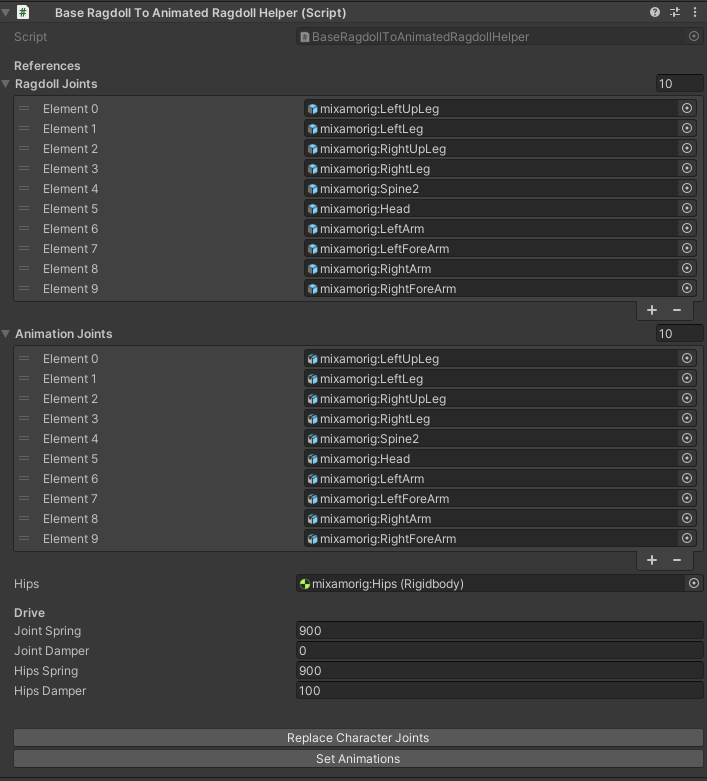 Base Ragdoll To Animated Ragdoll Helper (Script)
Script BaseRagdollToAnimatedRagdollHelper
References
Ragdoll Joints 10
Element 0 mixamorig:LeftUpLeg
Element 1 mixamorig:LeftLeg
Element 2 mixamorig:RightUpLeg
Element 3 mixamorig:RightLeg
Element 4 mixamorig:Spine2
Element 5 mixamorig:Head
Element 6 mixamorig:LeftArm
Element 7 mixamorig:LeftForeArm
Element 8 mixamorig:RightArm
Element 9 mixamorig:RightForeArm
+ −
Animation Joints 10
Element 0 mixamorig:LeftUpLeg
Element 1 mixamorig:LeftLeg
Element 2 mixamorig:RightUpLeg
Element 3 mixamorig:RightLeg
Element 4 mixamorig:Spine2
Element 5 mixamorig:Head
Element 6 mixamorig:LeftArm
Element 7 mixamorig:LeftForeArm
Element 8 mixamorig:RightArm
Element 9 mixamorig:RightForeArm
+ −
Hips mixamorig:Hips (Rigidbody)
Drive
Joint Spring 900
Joint Damper 0
Hips Spring 900
Hips Damper 100
Replace Character Joints
Set Animations